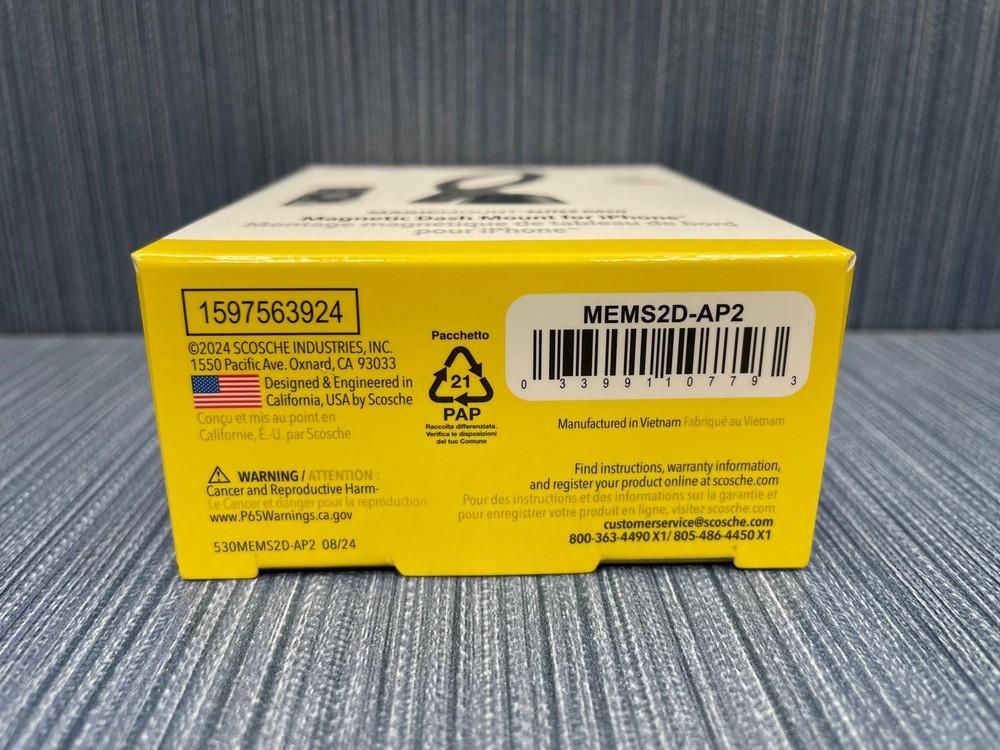 Magnetic Dash Mount for iPhone®
Montage magnétique de tableau de bord
pour iPhone
1597563924
©2024 SCOSCHE INDUSTRIES, INC.
1550 Pacific Ave. Oxnard, CA 93033
Designed & Engineered in
California, USA by Scosche
Conçu et mis au point en
Californie, É.-U. par Scosche
WARNING / ATTENTION :
Cancer and Reproductive Harm-
Le Cancer et danger pour la reproduction
www.P65Warnings.ca.gov
530MEMS2D-AP2 08/24
Pacchetto
21
PAP
Raccolta differenziata.
Verifica le disposizioni
del tuo Comune
MEMS2D-AP2
0 33991 10779 3
Manufactured in Vietnam Fabriqué au Vietnam
Find instructions, warranty information,
and register your product online at scosche.com
Pour des instructions et des informations sur la garantie et
pour enregistrer votre produit en ligne, visitez scosche.com
customerservice@scosche.com
800-363-4490 X1/ 805-486-4450 X1